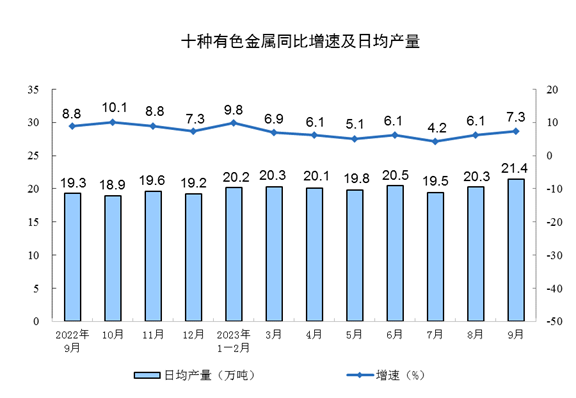 十种有色金属同比增速及日均产量
35 20
30 10
25 0
20 -10
15 -20
10 -30
5 -40
0 -50
8.8 10.1 8.8 7.3 9.8 6.9 6.1 5.1 6.1 4.2 6.1 7.3
19.3 18.9 19.6 19.2 20.2 20.3 20.1 19.8 20.5 19.5 20.3 21.4
2022年 10月 11月 12月 2023年 3月 4月 5月 6月 7月 8月 9月
9月 1—2月
日均产量（万吨） 增速（%）